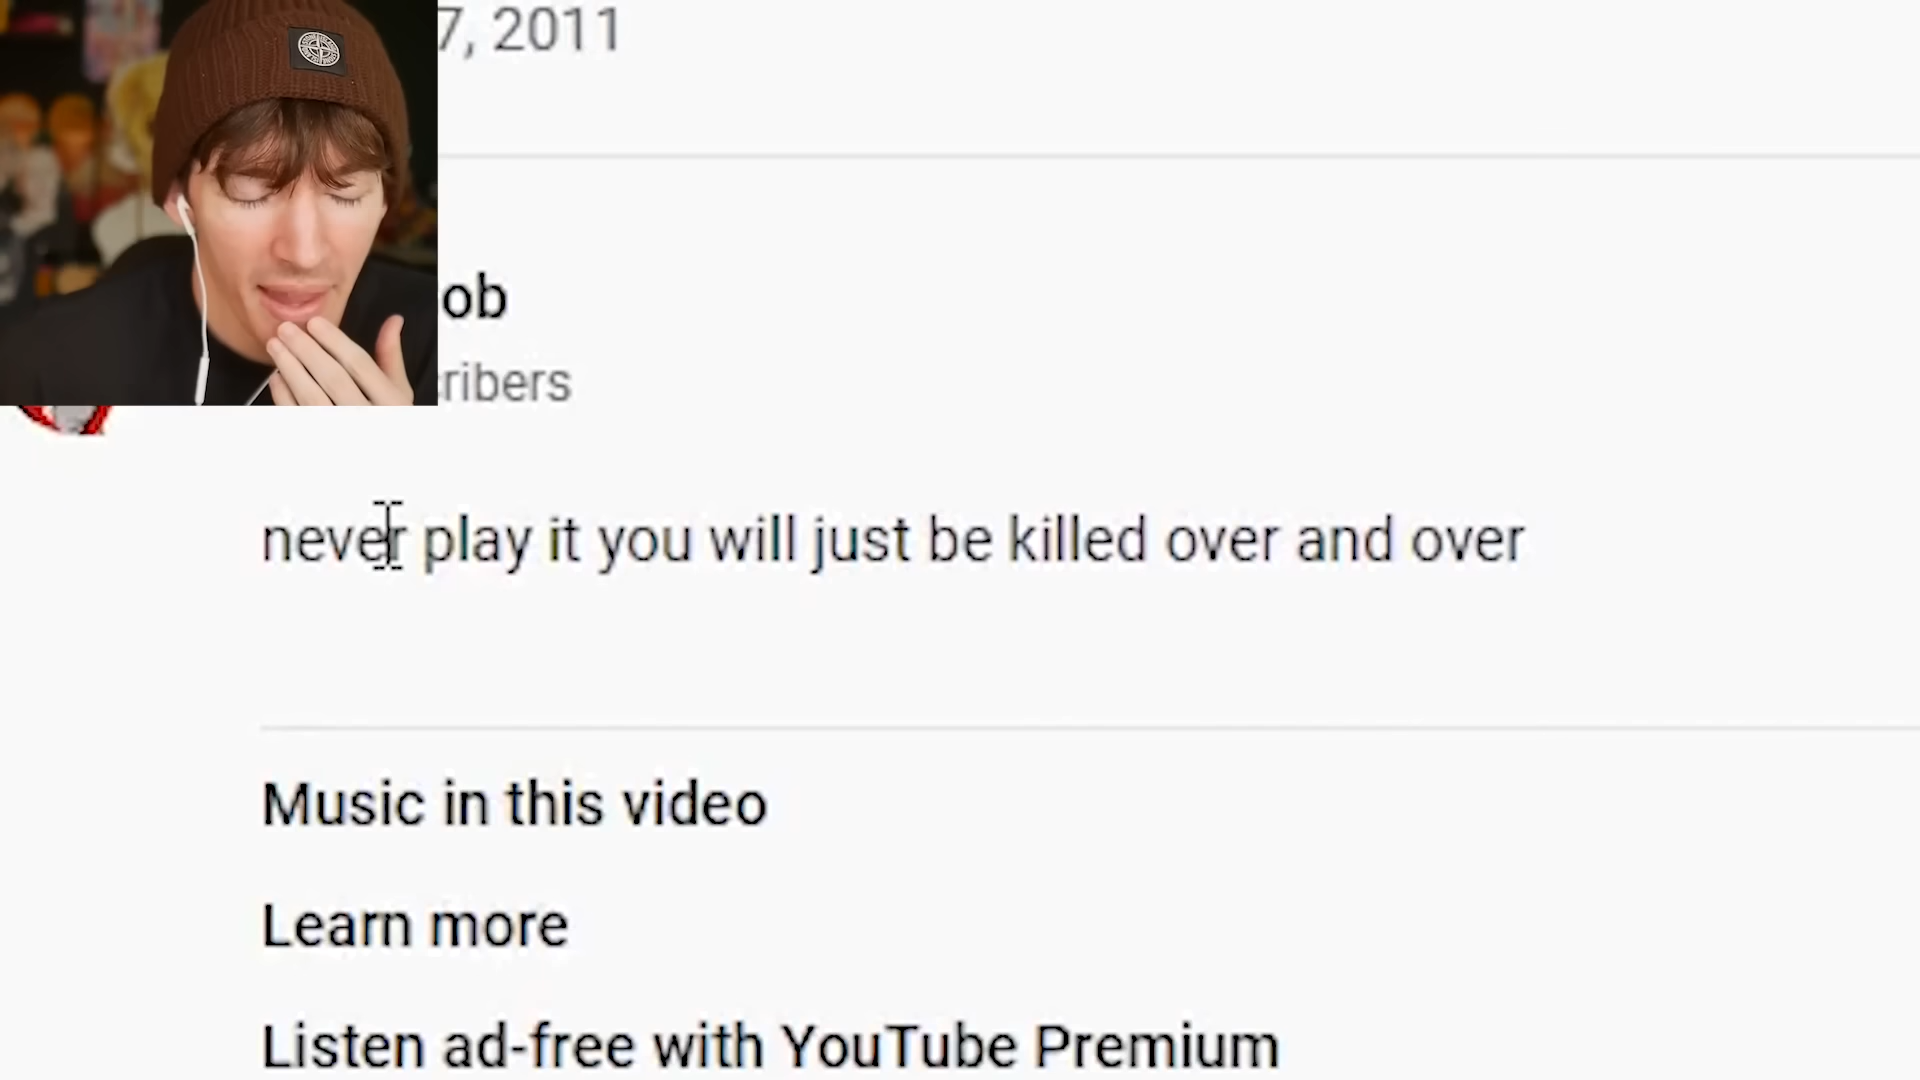 7, 2011
ob
cribers
never play it you will just be killed over and over
Music in this video
Learn more
Listen ad-free with YouTube Premium